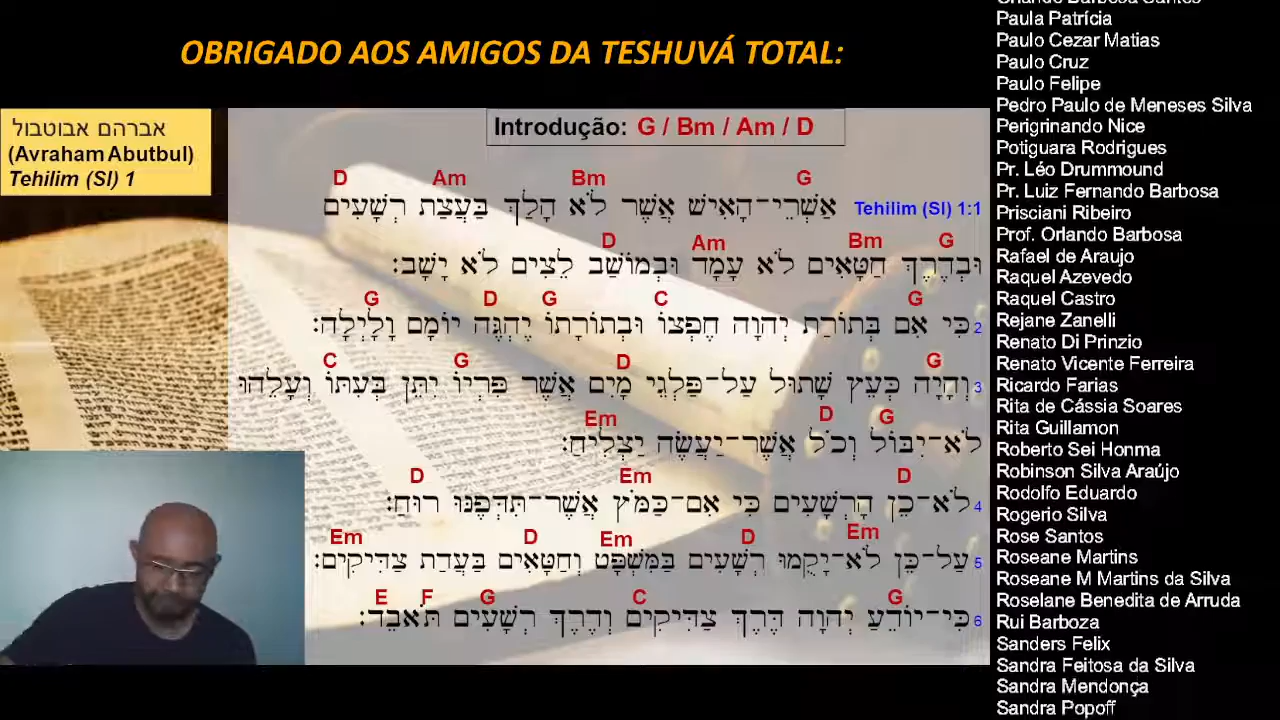 OBRIGADO AOS AMIGOS DA TESHUVÁ TOTAL:
אברהם אבוטבול
(Avraham Abutbul)
Tehilim (Sl) 1
Introdução: G / Bm / Am / D
D Am Bm G
אַשְׁרֵי־הָאִישׁ אֲשֶׁר לֹא הָלַךְ בַּעֲצַת רְשָׁעִים Tehilim (Sl) 1:1
D Am Bm G
וּבְדֶרֶךְ חַטָּאִים לֹא עָמָד וּבְמוֹשַׁב לֵצִים לֹא יָשָׁב׃
G D G C G
2 כִּי אִם בְּתוֹרַת יְהוָה חֶפְצוֹ וּבְתוֹרָתוֹ יֶהְגֶּה יוֹמָם וָלָיְלָה׃
C G D G
3 וְהָיָה כְּעֵץ שָׁתוּל עַל־פַּלְגֵי מָיִם אֲשֶׁר פִּרְיוֹ יִתֵּן בְּעִתּוֹ וְעָלֵהוּ
Em D G
לֹא־יִבּוֹל וְכֹל אֲשֶׁר־יַעֲשֶׂה יַצְלִיחַ׃
D Em D
4 לֹא־כֵן הָרְשָׁעִים כִּי אִם־כַּמֹּץ אֲשֶׁר־תִּדְּפֶנּוּ רוּחַ׃
Em D Em D Em
5 עַל־כֵּן לֹא־יָקֻמוּ רְשָׁעִים בַּמִּשְׁפָּט וְחַטָּאִים בַּעֲדַת צַדִּיקִים׃
E F G C G
6 כִּי־יוֹדֵעַ יְהוָה דֶּרֶךְ צַדִּיקִים וְדֶרֶךְ רְשָׁעִים תֹּאבֵד׃
Orlando Barbosa Santos
Paula Patrícia
Paulo Cezar Matias
Paulo Cruz
Paulo Felipe
Pedro Paulo de Meneses Silva
Perigrinando Nice
Potiguara Rodrigues
Pr. Léo Drummound
Pr. Luiz Fernando Barbosa
Prisciani Ribeiro
Prof. Orlando Barbosa
Rafael de Araujo
Raquel Azevedo
Raquel Castro
Rejane Zanelli
Renato Di Prinzio
Renato Vicente Ferreira
Ricardo Farias
Rita de Cássia Soares
Rita Guillamon
Roberto Sei Honma
Robinson Silva Araújo
Rodolfo Eduardo
Rogerio Silva
Rose Santos
Roseane Martins
Roseane M Martins da Silva
Roselane Benedita de Arruda
Rui Barboza
Sanders Felix
Sandra Feitosa da Silva
Sandra Mendonça
Sandra Popoff